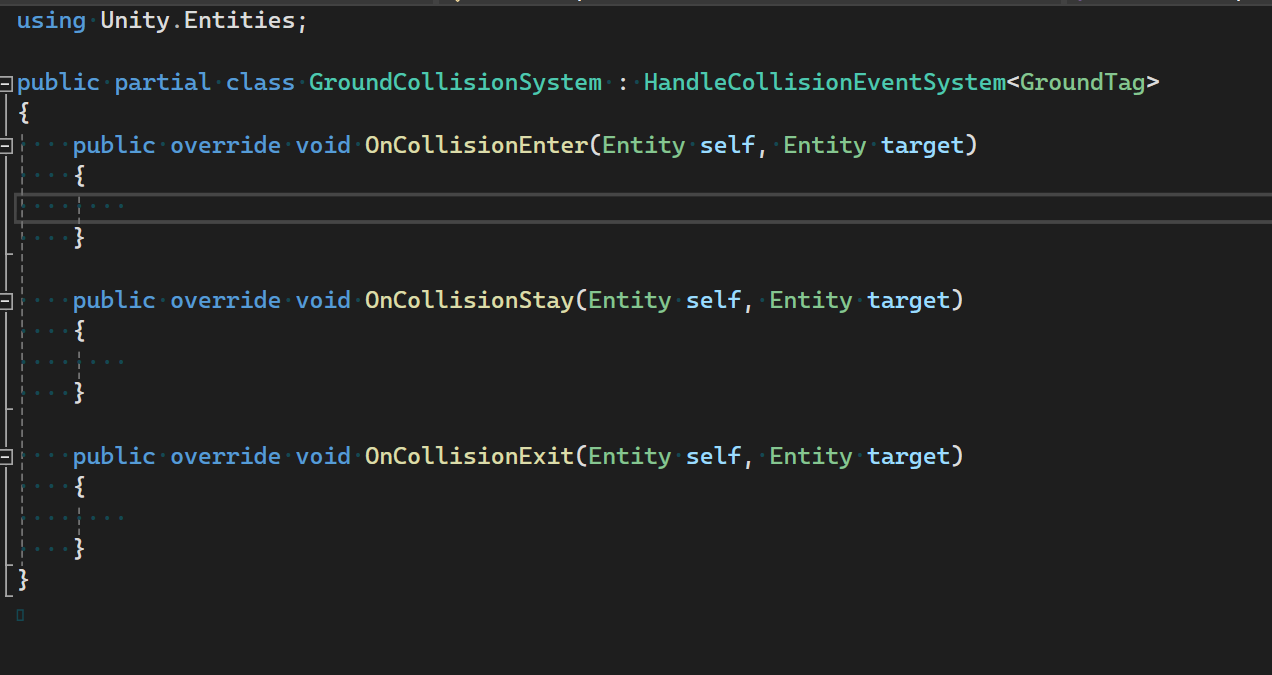 using Unity.Entities;
public partial class GroundCollisionSystem : HandleCollisionEventSystem<GroundTag>
{
    public override void OnCollisionEnter(Entity self, Entity target)
    {

    }

    public override void OnCollisionStay(Entity self, Entity target)
    {

    }

    public override void OnCollisionExit(Entity self, Entity target)
    {

    }
}